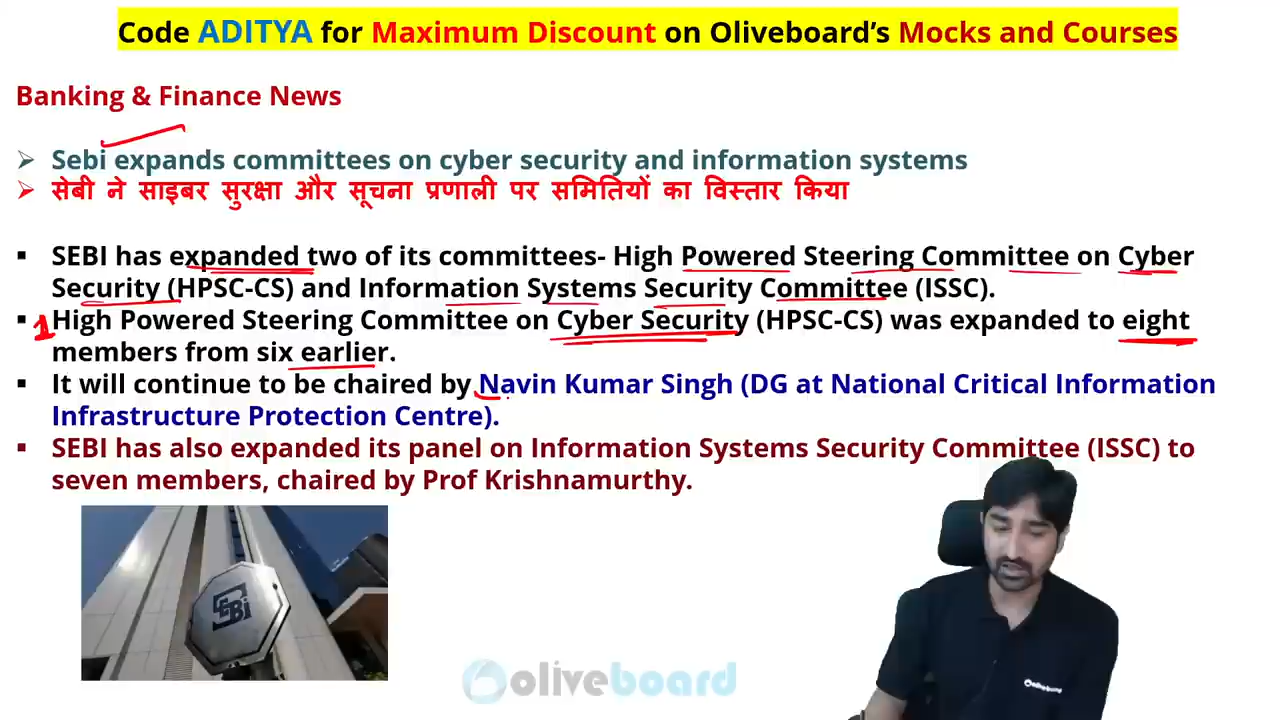 Code ADITYA for Maximum Discount on Oliveboard's Mocks and Courses
Banking & Finance News
Sebi expands committees on cyber security and information systems
सेबी ने साइबर सुरक्षा और सूचना प्रणाली पर समितियों का विस्तार किया
SEBI has expanded two of its committees- High Powered Steering Committee on Cyber
Security (HPSC-CS) and Information Systems Security Committee (ISSC).
1
High Powered Steering Committee on Cyber Security (HPSC-CS) was expanded to eight
members from six earlier.
It will continue to be chaired by Navin Kumar Singh (DG at National Critical Information
Infrastructure Protection Centre).
SEBI has also expanded its panel on Information Systems Security Committee (ISSC) to
seven members, chaired by Prof Krishnamurthy.
SEBI
oliveboard
oliveboard